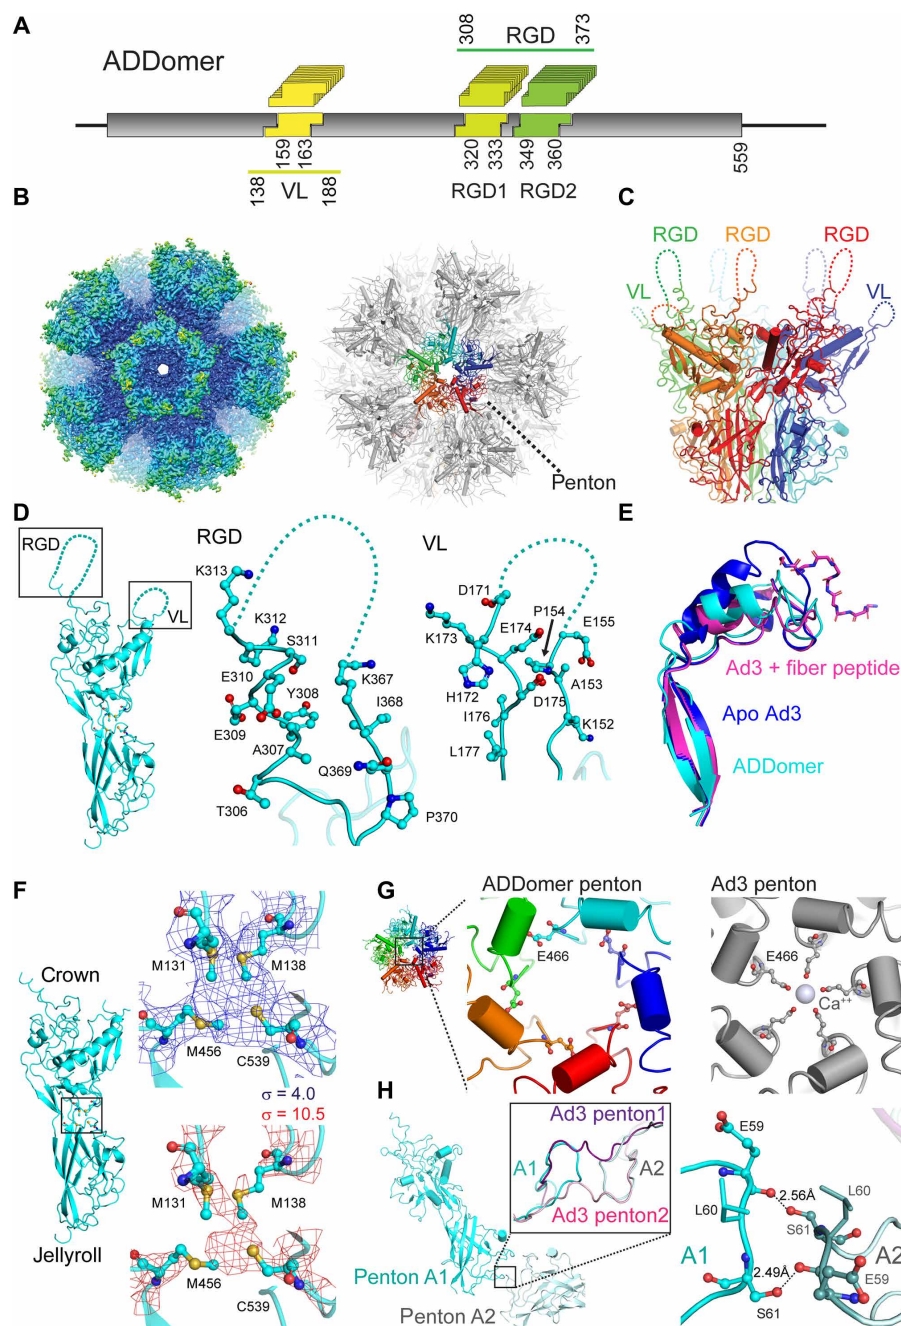 A
ADDomer
308
RGD
373
159
163
138
VL
188
320
333
349
360
RGD1
RGD2
559
B
Penton
C
RGD
RGD
RGD
VL
VL
D
RGD
VL
RGD
K313
K312
S311
E310
Y308
E309
A307
T306
K367
I368
Q369
P370
VL
D171
P154
E155
K173
E174
H172
A153
D175
I176
K152
L177
E
Ad3 + fiber peptide
Apo Ad3
ADDomer
F
Crown
Jellyroll
M131
M138
M456
C539
σ = 4.0
σ = 10.5
M131
M138
M456
C539
G
ADDomer penton
E466
Ad3 penton
E466
Ca++
H
Penton A1
Penton A2
Ad3 penton1
A1
A2
Ad3 penton2
E59
L60
2.56Å
L60
S61
A1
A2
2.49Å
E59
S61